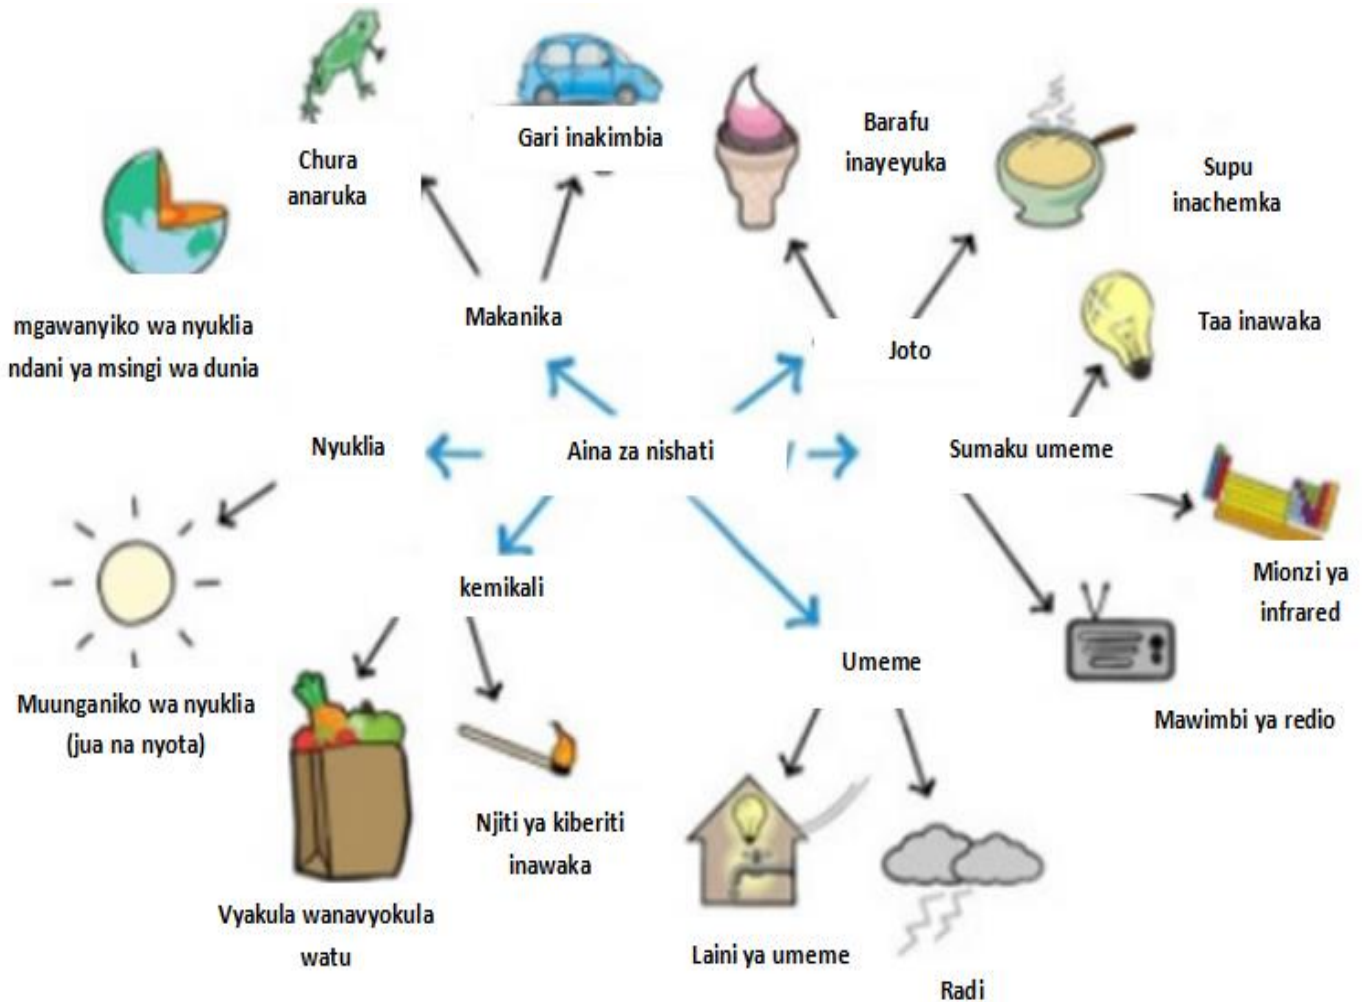 Gari inakimbia
Barafu
inayeyuka
Chura
anaruka
Supu
inachemka
mgawanyiko wa nyuklia
ndani ya msingi wa dunia
Makanika
Joto
Taa inawaka
Nyuklia
Aina za nishati
Sumaku umeme
Mionzi ya
infrared
kemikali
Umeme
Mawimbi ya redio
Muunganiko wa nyuklia
(jua na nyota)
Njiti ya kiberiti
inawaka
Vyakula wanavyokula
watu
Laini ya umeme
Radi